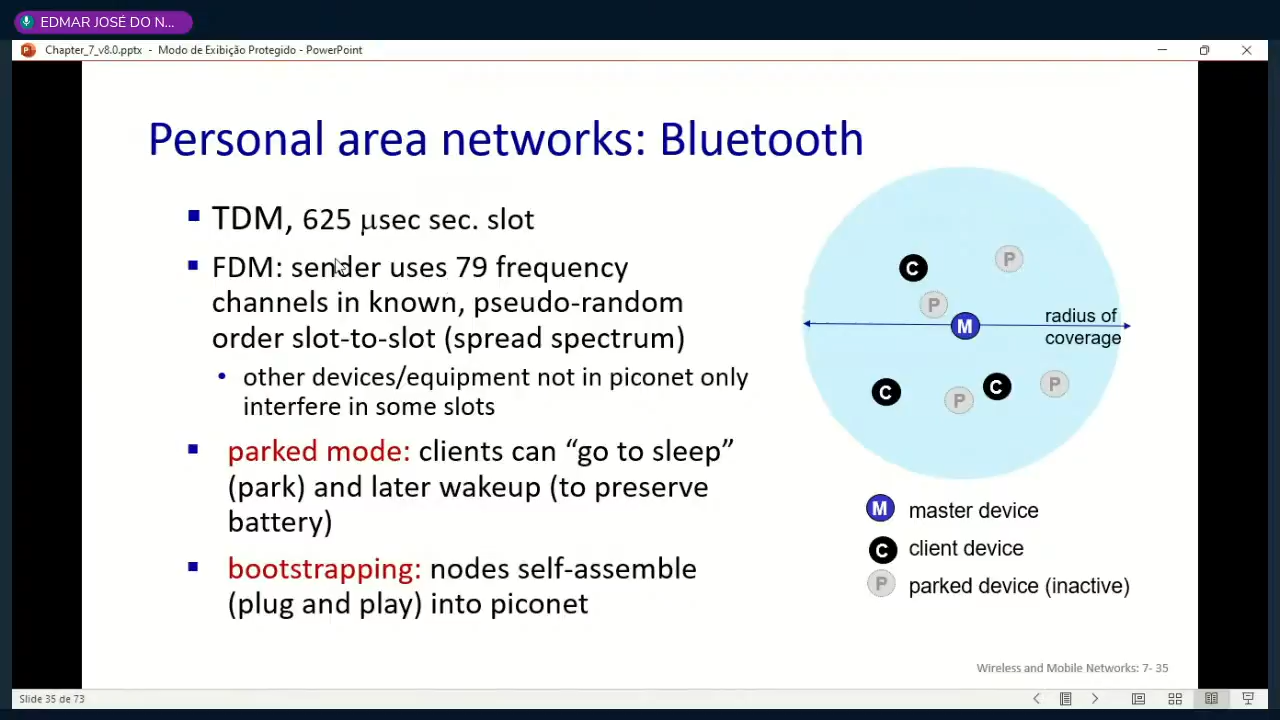 EDMAR JOSÉ DO N...
Chapter_7_v8.0.pptx - Modo de Exibição Protegido - PowerPoint
Personal area networks: Bluetooth
TDM, 625 μsec sec. slot
FDM: sender uses 79 frequency
channels in known, pseudo-random
order slot-to-slot (spread spectrum)
other devices/equipment not in piconet only
interfere in some slots
parked mode: clients can “go to sleep”
(park) and later wakeup (to preserve
battery)
bootstrapping: nodes self-assemble
(plug and play) into piconet
C
P
P
M
radius of
coverage
C
P
C
P
M master device
C client device
P parked device (inactive)
Wireless and Mobile Networks: 7- 35
Slide 35 de 73